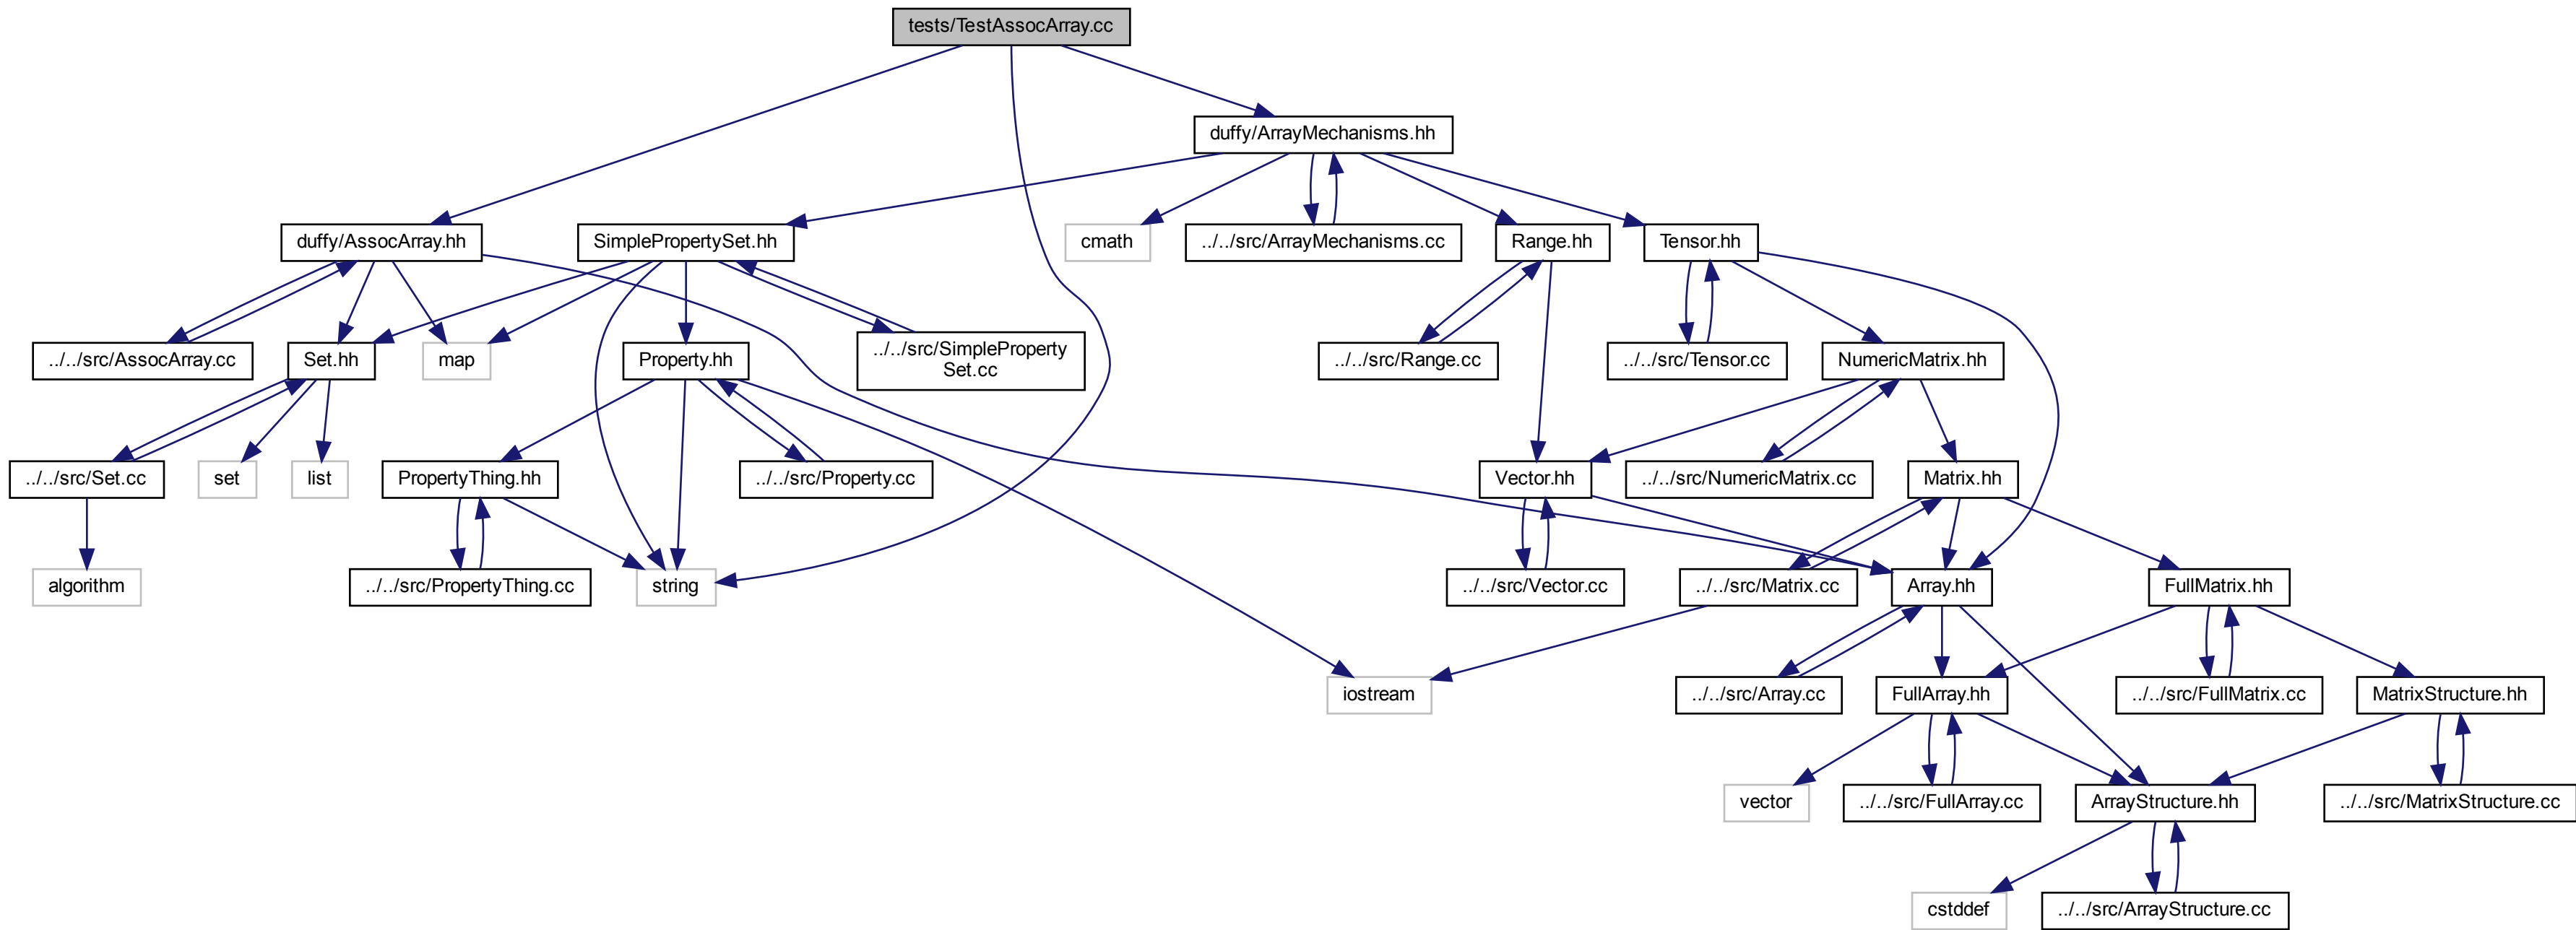 tests/TestAssocArray.cc
duffy/ArrayMechanisms.hh
duffy/AssocArray.hh
SimplePropertySet.hh
cmath
../../src/ArrayMechanisms.cc
Range.hh
Tensor.hh
../../src/AssocArray.cc
Set.hh
map
Property.hh
../../src/SimpleProperty
Set.cc
../../src/Range.cc
../../src/Tensor.cc
NumericMatrix.hh
../../src/Set.cc
set
list
PropertyThing.hh
../../src/Property.cc
Vector.hh
../../src/NumericMatrix.cc
Matrix.hh
algorithm
../../src/PropertyThing.cc
string
../../src/Vector.cc
../../src/Matrix.cc
Array.hh
FullMatrix.hh
iostream
../../src/Array.cc
FullArray.hh
../../src/FullMatrix.cc
MatrixStructure.hh
vector
../../src/FullArray.cc
ArrayStructure.hh
../../src/MatrixStructure.cc
cstddef
../../src/ArrayStructure.cc